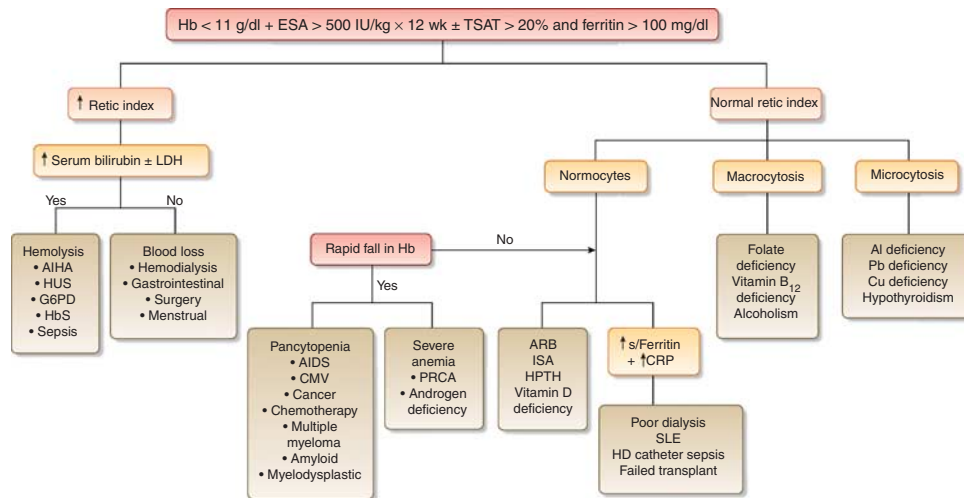 Hb < 11 g/dl + ESA > 500 IU/kg × 12 wk ± TSAT > 20% and ferritin > 100 mg/dl
↑ Retic index
Normal retic index
↑ Serum bilirubin ± LDH
Normocytes
Macrocytosis
Microcytosis
Yes
No
Hemolysis
• AIHA
• HUS
• G6PD
• HbS
• Sepsis
Blood loss
• Hemodialysis
• Gastrointestinal
• Surgery
• Menstrual
Rapid fall in Hb
No
Yes
Folate
deficiency
Vitamin B12
deficiency
Alcoholism
Al deficiency
Pb deficiency
Cu deficiency
Hypothyroidism
Pancytopenia
• AIDS
• CMV
• Cancer
• Chemotherapy
• Multiple
myeloma
• Amyloid
• Myelodysplastic
Severe
anemia
• PRCA
• Androgen
deficiency
ARB
ISA
HPTH
Vitamin D
deficiency
↑ s/Ferritin
+ ↑CRP
Poor dialysis
SLE
HD catheter sepsis
Failed transplant